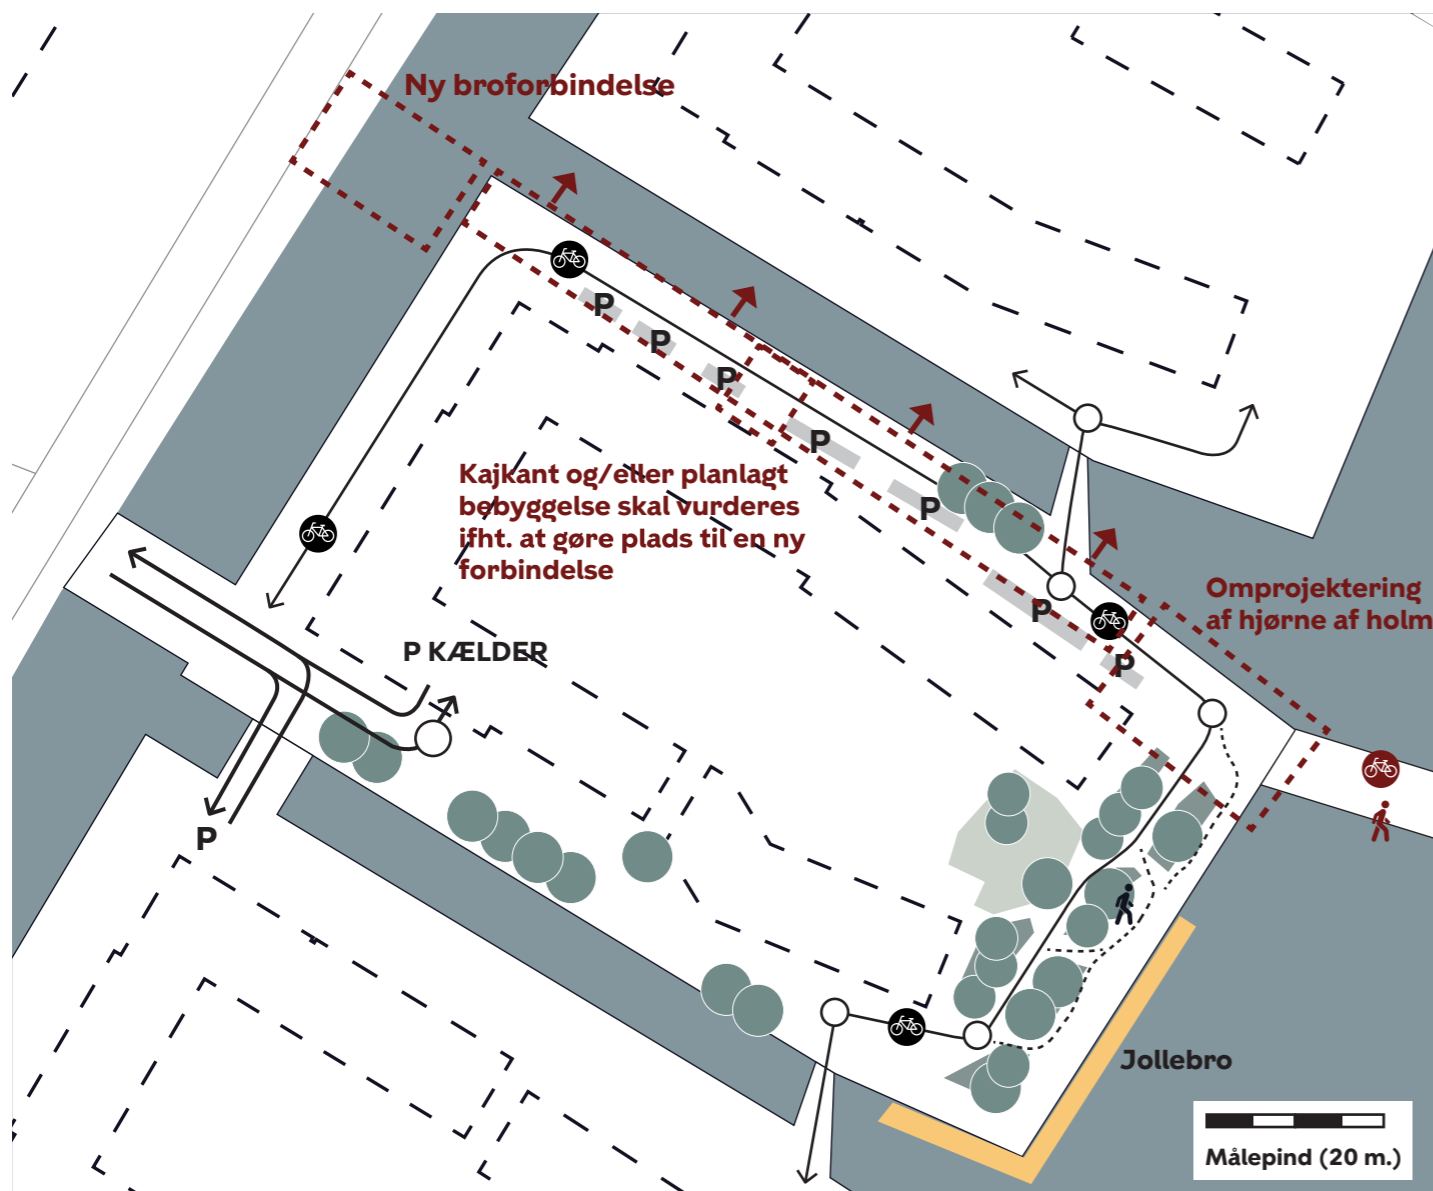 Ny broforbindelse
P
P
P
P
P
P
P
Kajkant og/eller planlagt
bebyggelse skal vurderes
ifht. at gøre plads til en ny
forbindelse
Omprojektering
af hjørne af holm
P KÆLDER
P
Jollebro
Målepind (20 m.)